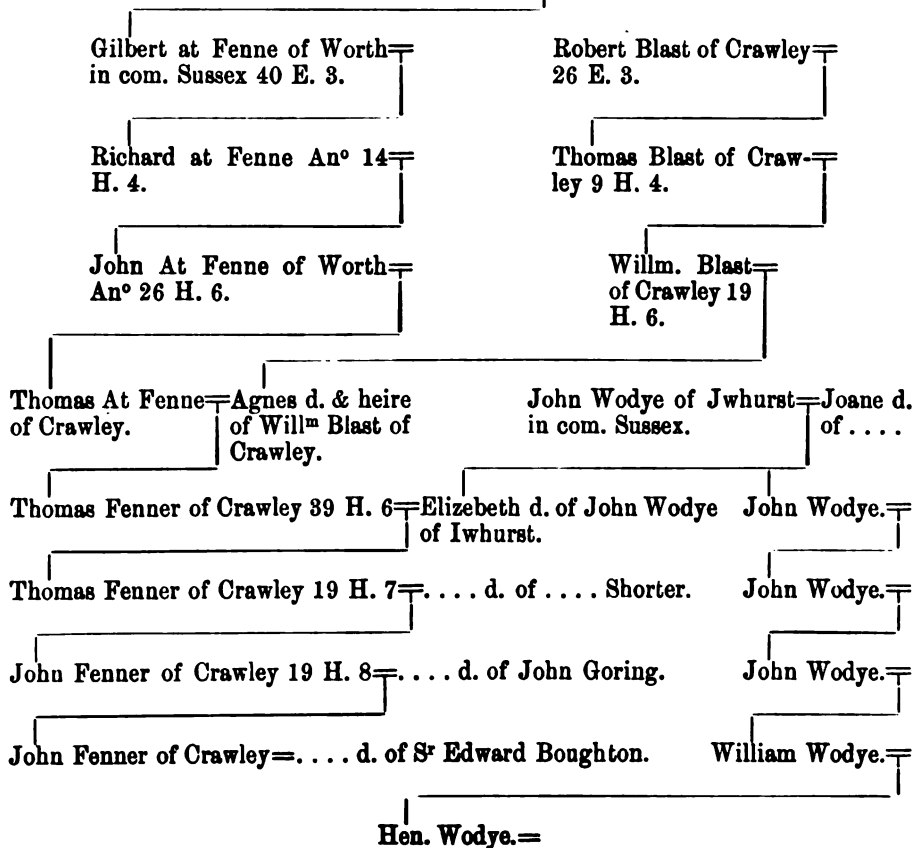 Gilbert at Fenne of Worth= Robert Blast of Crawley=
in com. Sussex 40 E. 3. 26 E. 3.
Richard at Fenne Anº 14= Thomas Blast of Craw-=
H. 4. ley 9 H. 4.
John At Fenne of Worth= Willm. Blast=
Anº 26 H. 6. of Crawley 19
H. 6.
Thomas At Fenne=Agnes d. & heire John Wodye of Jwhurst=Joane d.
of Crawley. of Willᵐ Blast of in com. Sussex. of . . . .
Crawley.
Thomas Fenner of Crawley 39 H. 6=Elizebeth d. of John Wodye John Wodye.=
of Iwhurst.
Thomas Fenner of Crawley 19 H. 7=. . . . d. of . . . . Shorter. John Wodye.=
John Fenner of Crawley 19 H. 8=. . . . d. of John Goring. John Wodye.=
John Fenner of Crawley=. . . . d. of Sʳ Edward Boughton. William Wodye.=
Hen. Wodye.=